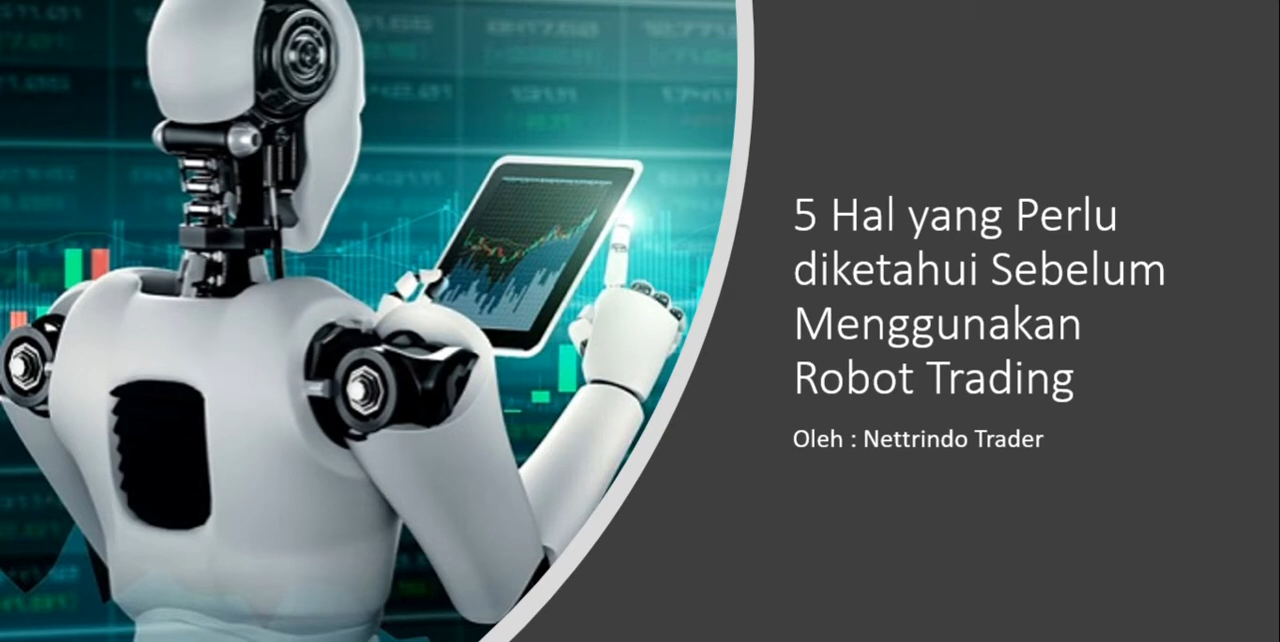 5 Hal yang Perlu
diketahui Sebelum
Menggunakan
Robot Trading
Oleh : Nettrindo Trader